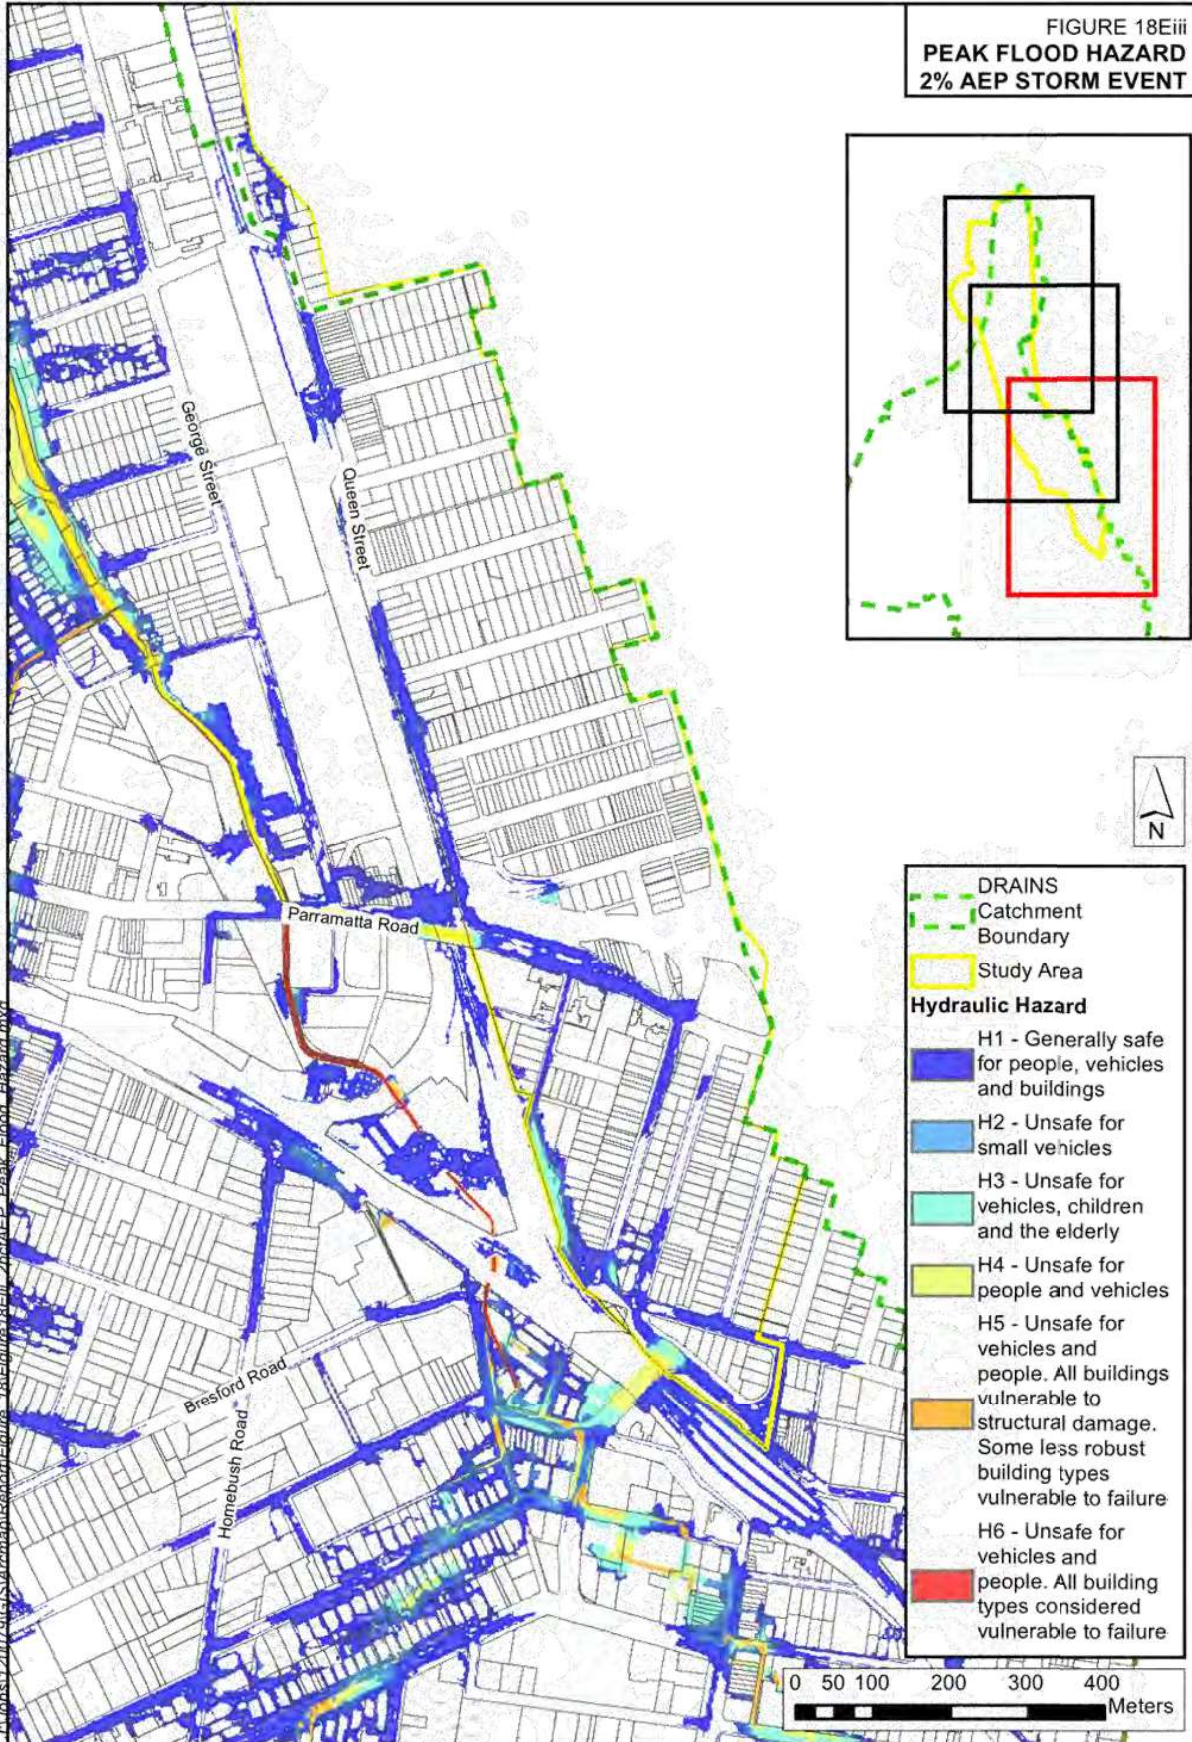 FIGURE 18Eiii
PEAK FLOOD HAZARD
2% AEP STORM EVENT
George Street
Queen Street
N
Parramatta Road
Bresford Road
Homebush Road
DRAINS
Catchment
Boundary
Study Area
Hydraulic Hazard
H1 - Generally safe
for people, vehicles
and buildings
H2 - Unsafe for
small vehicles
H3 - Unsafe for
vehicles, children
and the elderly
H4 - Unsafe for
people and vehicles
H5 - Unsafe for
vehicles and
people. All buildings
vulnerable to
structural damage.
Some less robust
building types
vulnerable to failure
H6 - Unsafe for
vehicles and
people. All building
types considered
vulnerable to failure
0 50 100 200 300 400
Meters